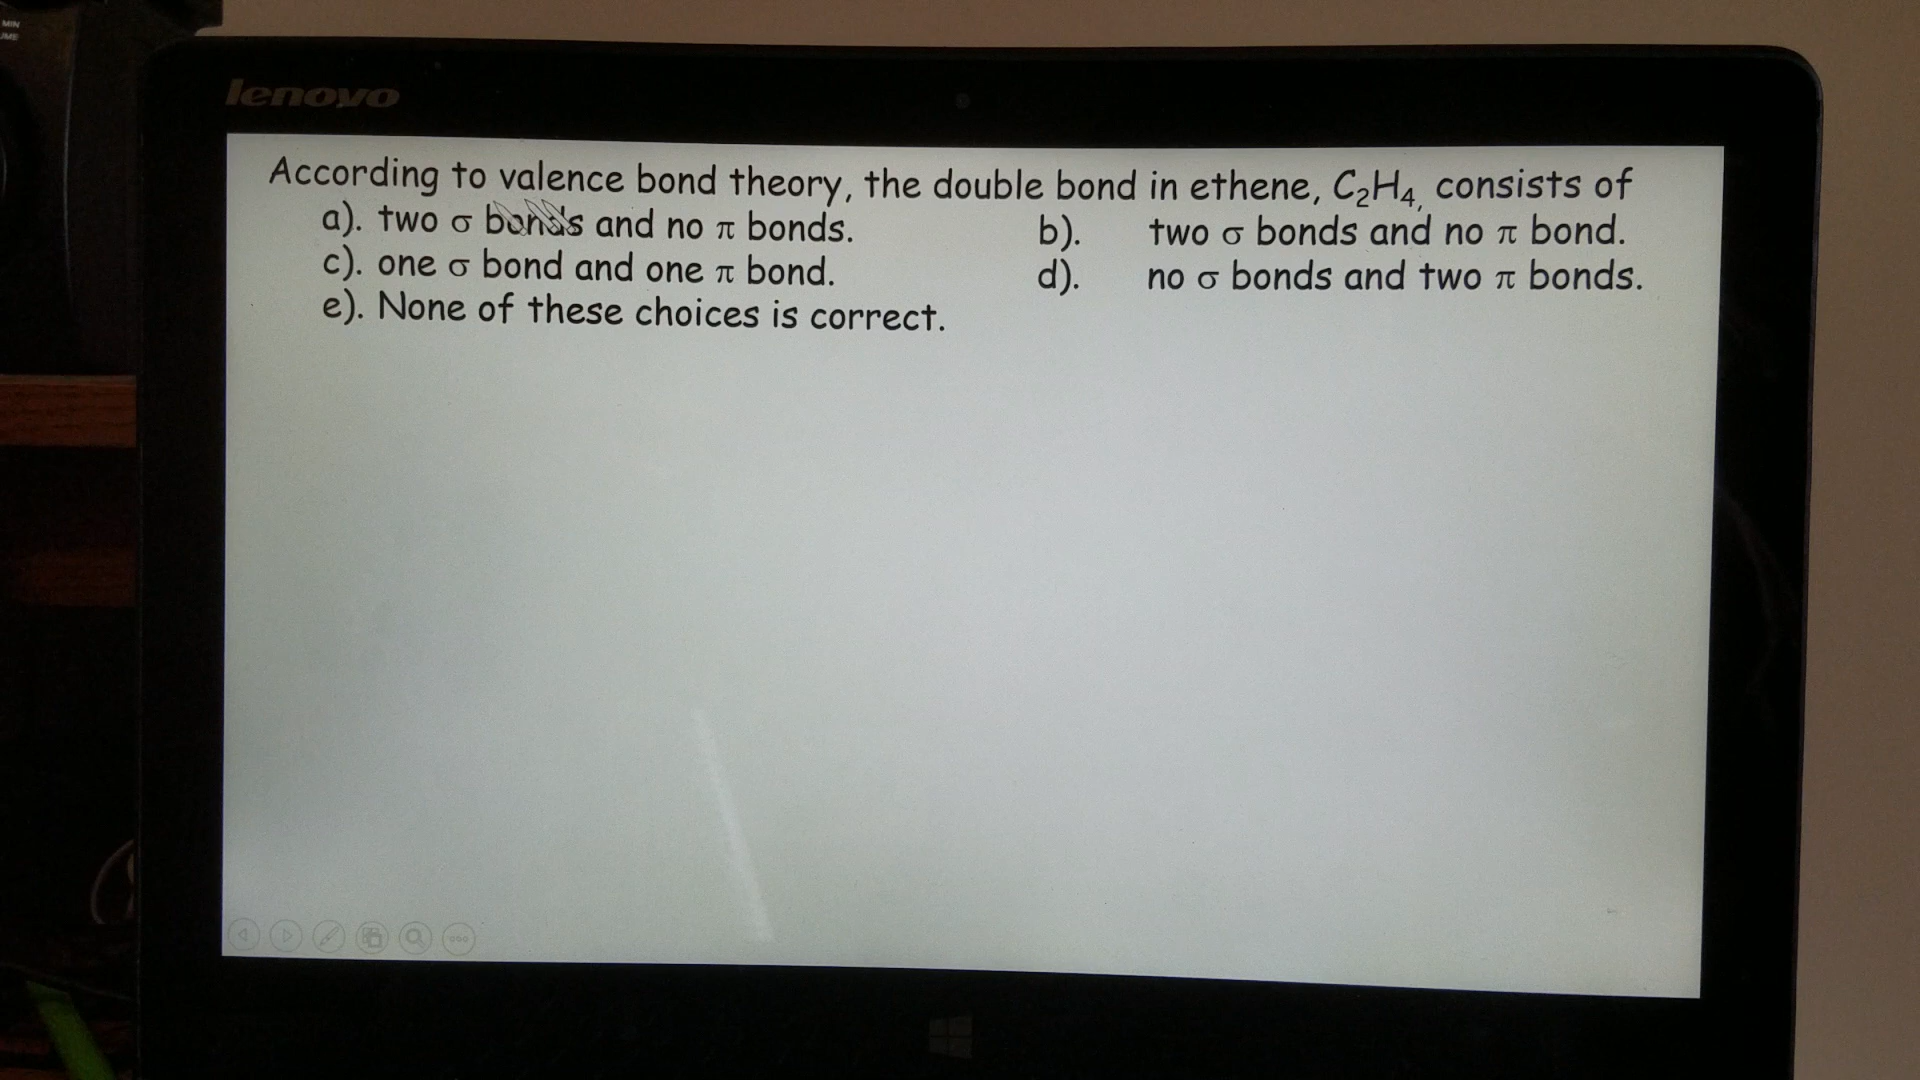 MIN
UME
lenovo
According to valence bond theory, the double bond in ethene, C₂H₄, consists of
a). two σ bonds and no π bonds. b). two σ bonds and no π bond.
c). one σ bond and one π bond. d). no σ bonds and two π bonds.
e). None of these choices is correct.